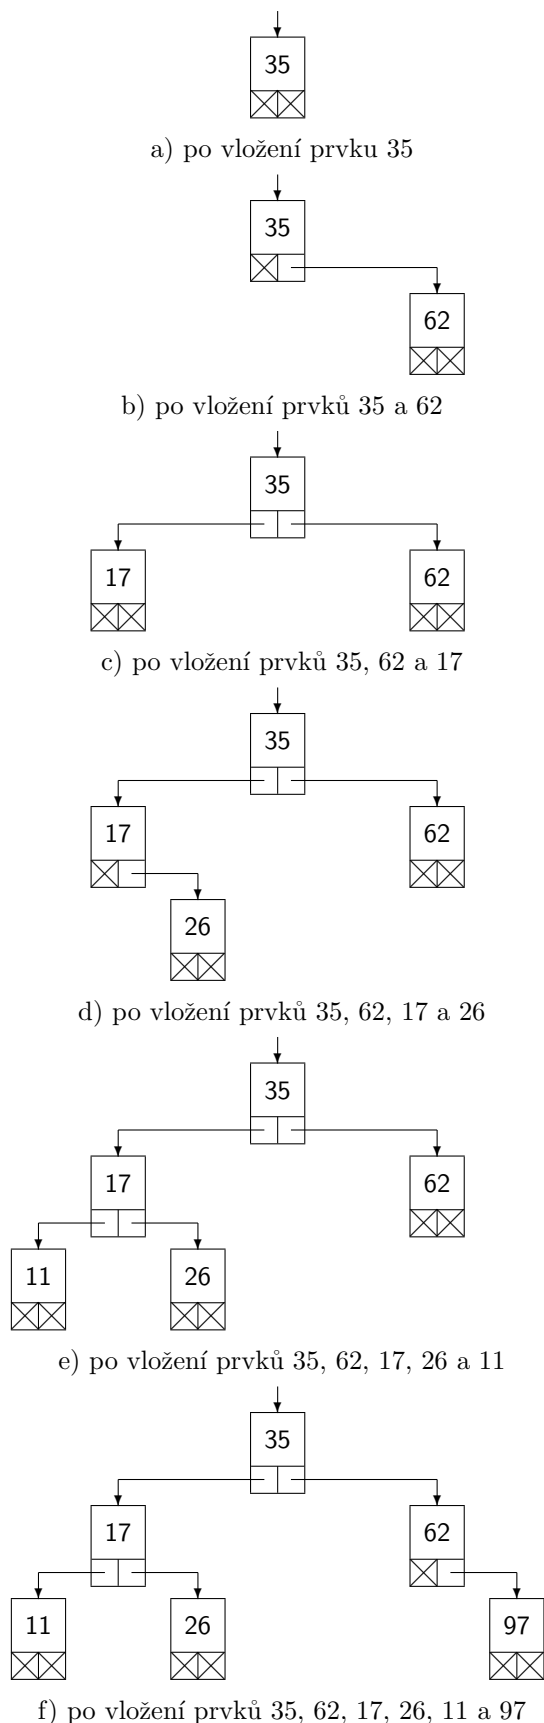 35
a) po vložení prvku 35
35
62
b) po vložení prvků 35 a 62
35
17 62
c) po vložení prvků 35, 62 a 17
35
17 62
26
d) po vložení prvků 35, 62, 17 a 26
35
17 62
11 26
e) po vložení prvků 35, 62, 17, 26 a 11
35
17 62
11 26 97
f) po vložení prvků 35, 62, 17, 26, 11 a 97